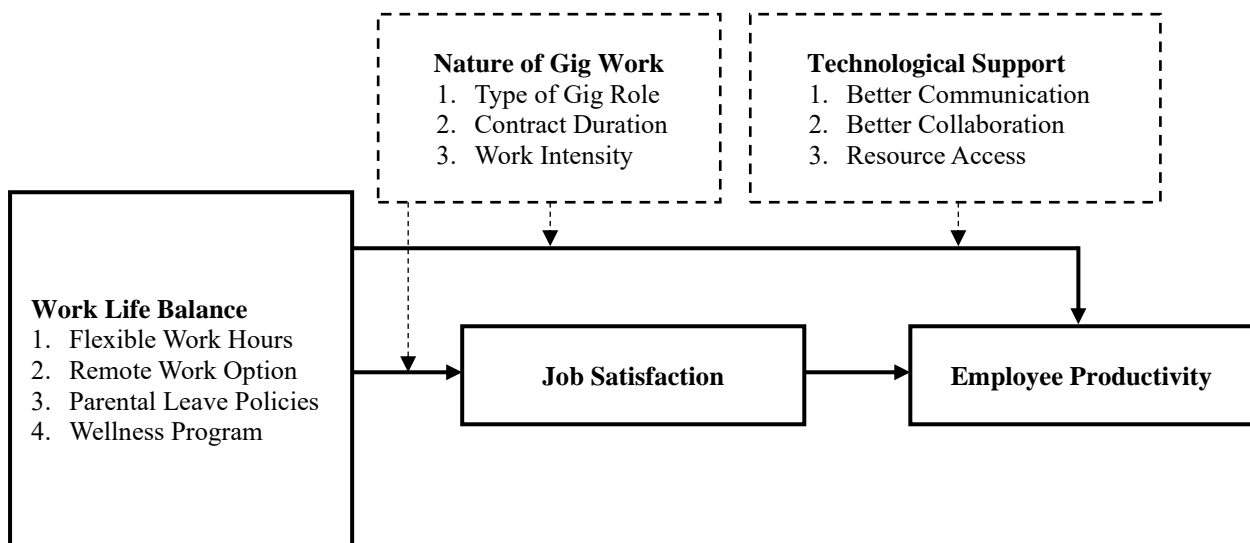 Nature of Gig Work
1. Type of Gig Role
2. Contract Duration
3. Work Intensity
Technological Support
1. Better Communication
2. Better Collaboration
3. Resource Access
Work Life Balance
1. Flexible Work Hours
2. Remote Work Option
3. Parental Leave Policies
4. Wellness Program
Job Satisfaction
Employee Productivity